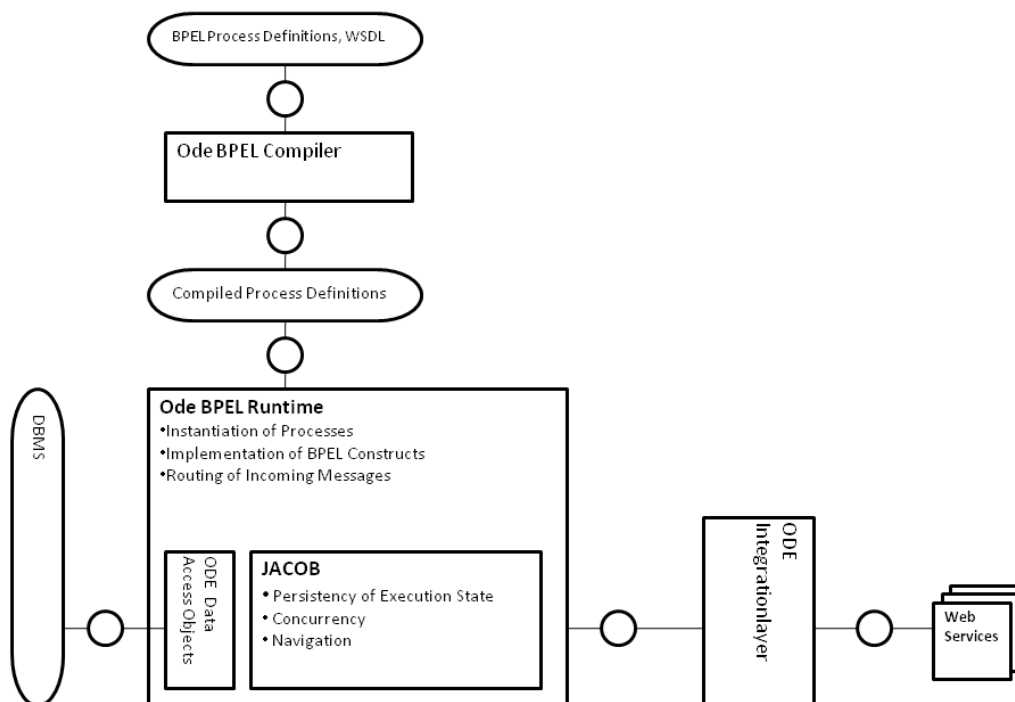 BPEL Process Definitions, WSDL
Ode BPEL Compiler
Compiled Process Definitions
DBMS
Ode BPEL Runtime
•Instantiation of Processes
•Implementation of BPEL Constructs
•Routing of Incoming Messages
ODE Data
Access Objects
JACOB
• Persistency of Execution State
• Concurrency
• Navigation
ODE
Integrationlayer
Web
Services